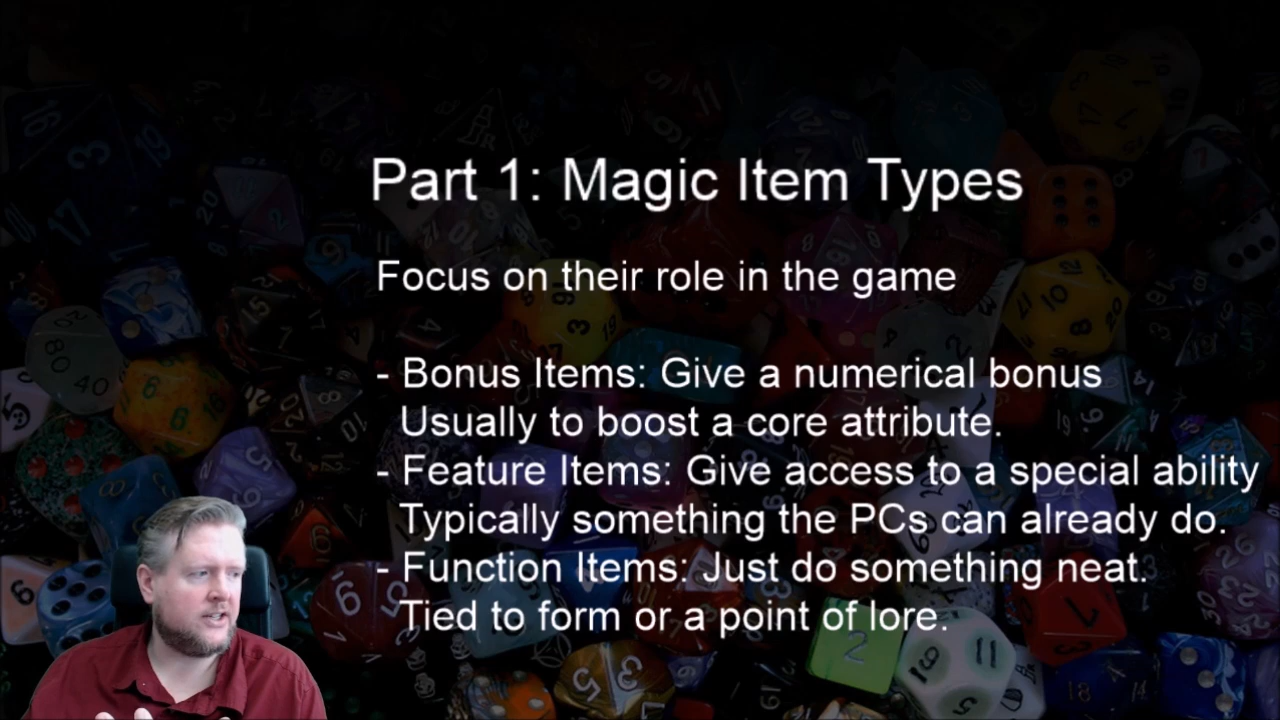 Part 1: Magic Item Types
Focus on their role in the game
- Bonus Items: Give a numerical bonus
Usually to boost a core attribute.
- Feature Items: Give access to a special ability
Typically something the PCs can already do.
- Function Items: Just do something neat.
Tied to form or a point of lore.